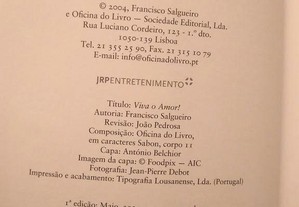 © 2004, Francisco Salgueiro
e Oficina do Livro — Sociedade Editorial, Lda.
Rua Luciano Cordeiro, 123 - 1.º dto.
1050-139 Lisboa
Tel. 21 355 25 90, Fax. 21 315 10 79
E-mail: info@oficinadolivro.pt
JRPENTRETENIMENTO
Título: Viva o Amor!
Autoria: Francisco Salgueiro
Revisão: João Pedrosa
Composição: Oficina do Livro,
em caracteres Sabon, corpo 11
Capa: António Belchior
Imagem da capa: © Foodpix — AIC
Fotografia: Jean-Pierre Debot
Impressão e acabamento: Tipografia Lousanense, Lda. (Portugal)
1ª edição: Maio,